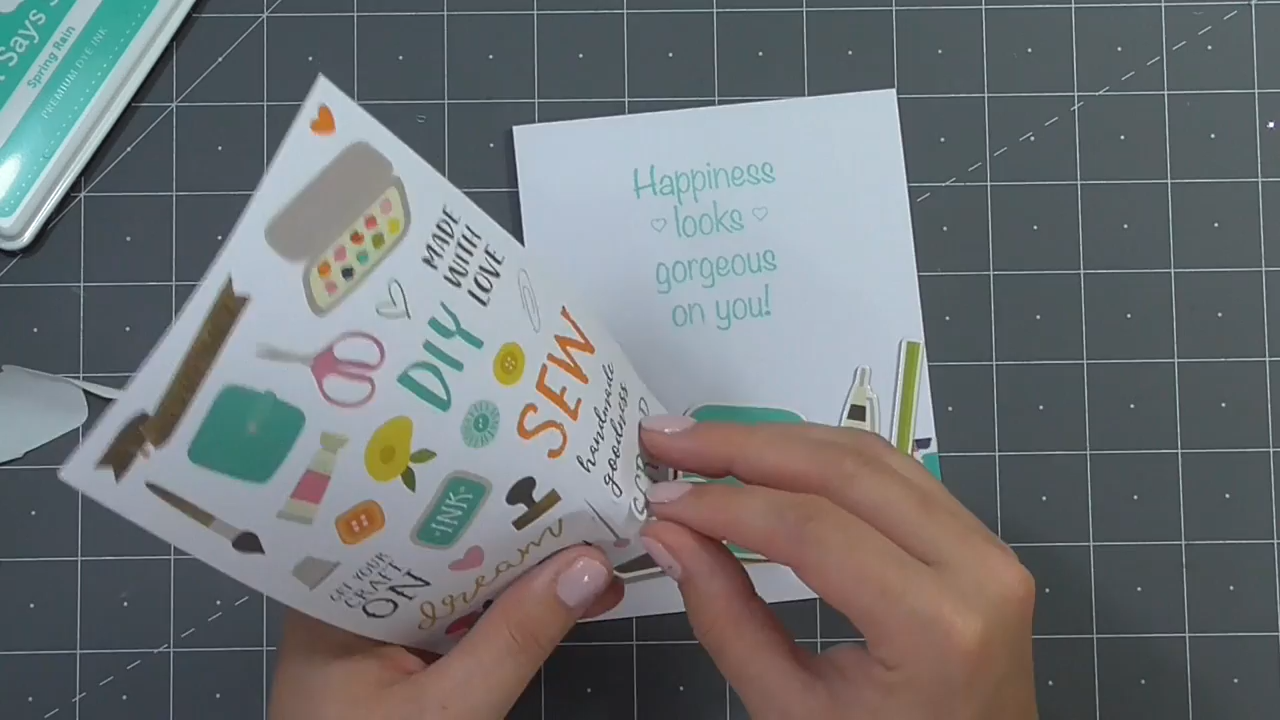 Says
Spring Rain
PREMIUM DYE INK
Happiness
looks
gorgeous
on you!
MADE
WITH
LOVE
DIY
SEW
handmade
goodness
INK
GET YOUR
CRAFT
ON
dream